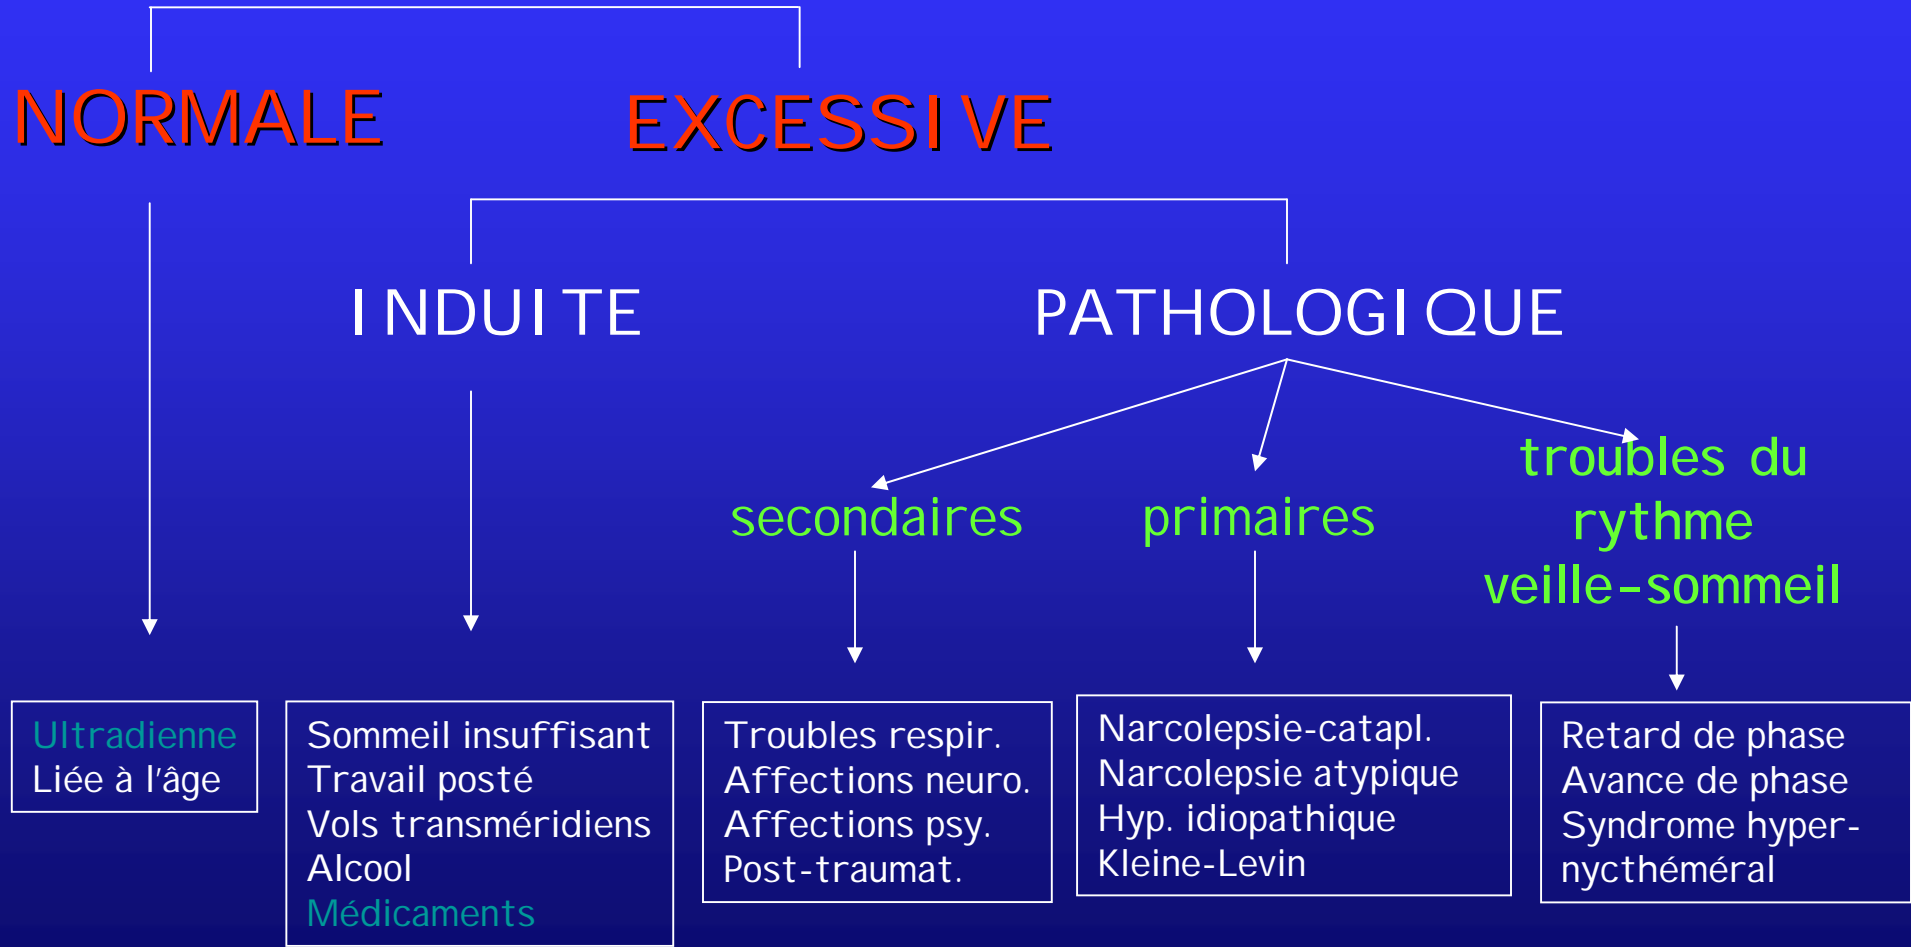 NORMALE
EXCESSIVE
INDUITE
PATHOLOGIQUE
secondaires
primaires
troubles du
rythme
veille-sommeil
Ultradienne
Liée à l'âge
Sommeil insuffisant
Travail posté
Vols transméridiens
Alcool
Médicaments
Troubles respir.
Affections neuro.
Affections psy.
Post-traumat.
Narcolepsie-catapl.
Narcolepsie atypique
Hyp. idiopathique
Kleine-Levin
Retard de phase
Avance de phase
Syndrome hyper-
nycthéméral